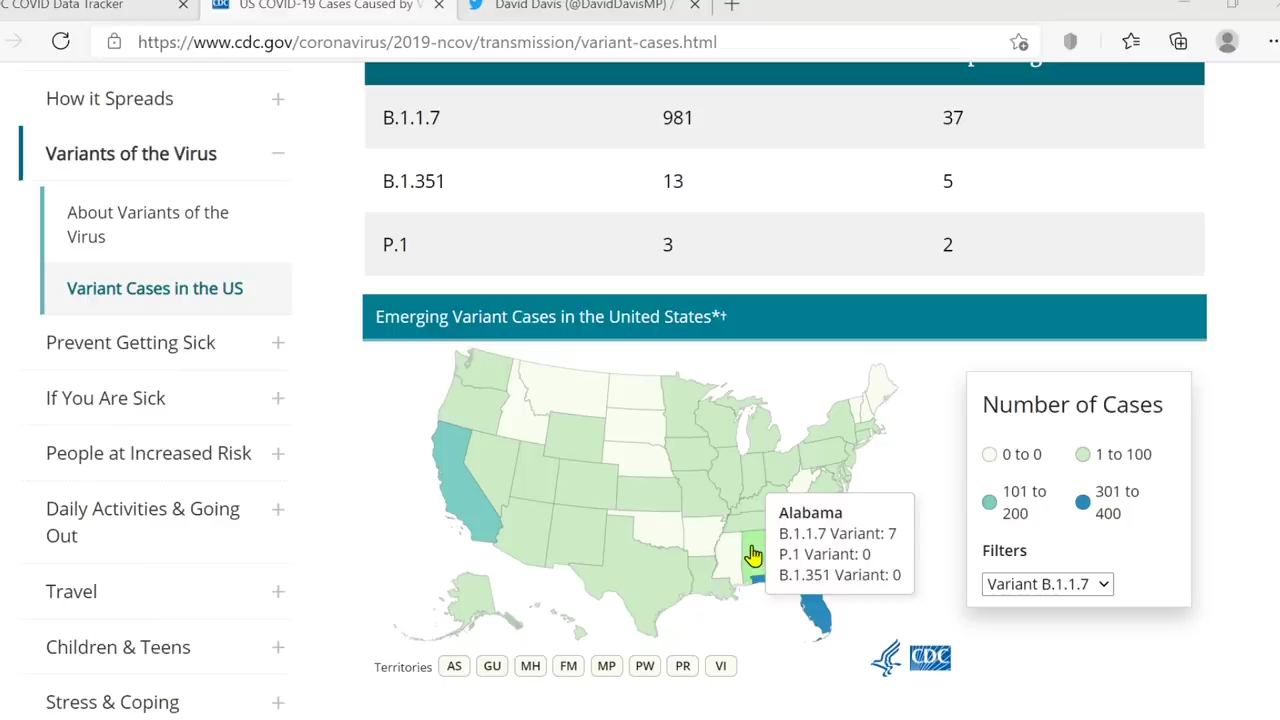 C COVID Data Tracker
US COVID-19 Cases Caused by V
David Davis (@DavidDavisMP) /
https://www.cdc.gov/coronavirus/2019-ncov/transmission/variant-cases.html
How it Spreads
Variants of the Virus
About Variants of the
Virus
Variant Cases in the US
Prevent Getting Sick
If You Are Sick
People at Increased Risk
Daily Activities & Going
Out
Travel
Children & Teens
Stress & Coping
B.1.1.7 981 37
B.1.351 13 5
P.1 3 2
Emerging Variant Cases in the United States*†
Alabama
B.1.1.7 Variant: 7
P.1 Variant: 0
B.1.351 Variant: 0
Number of Cases
0 to 0
1 to 100
101 to
200
301 to
400
Filters
Variant B.1.1.7
Territories AS GU MH FM MP PW PR VI
CDC